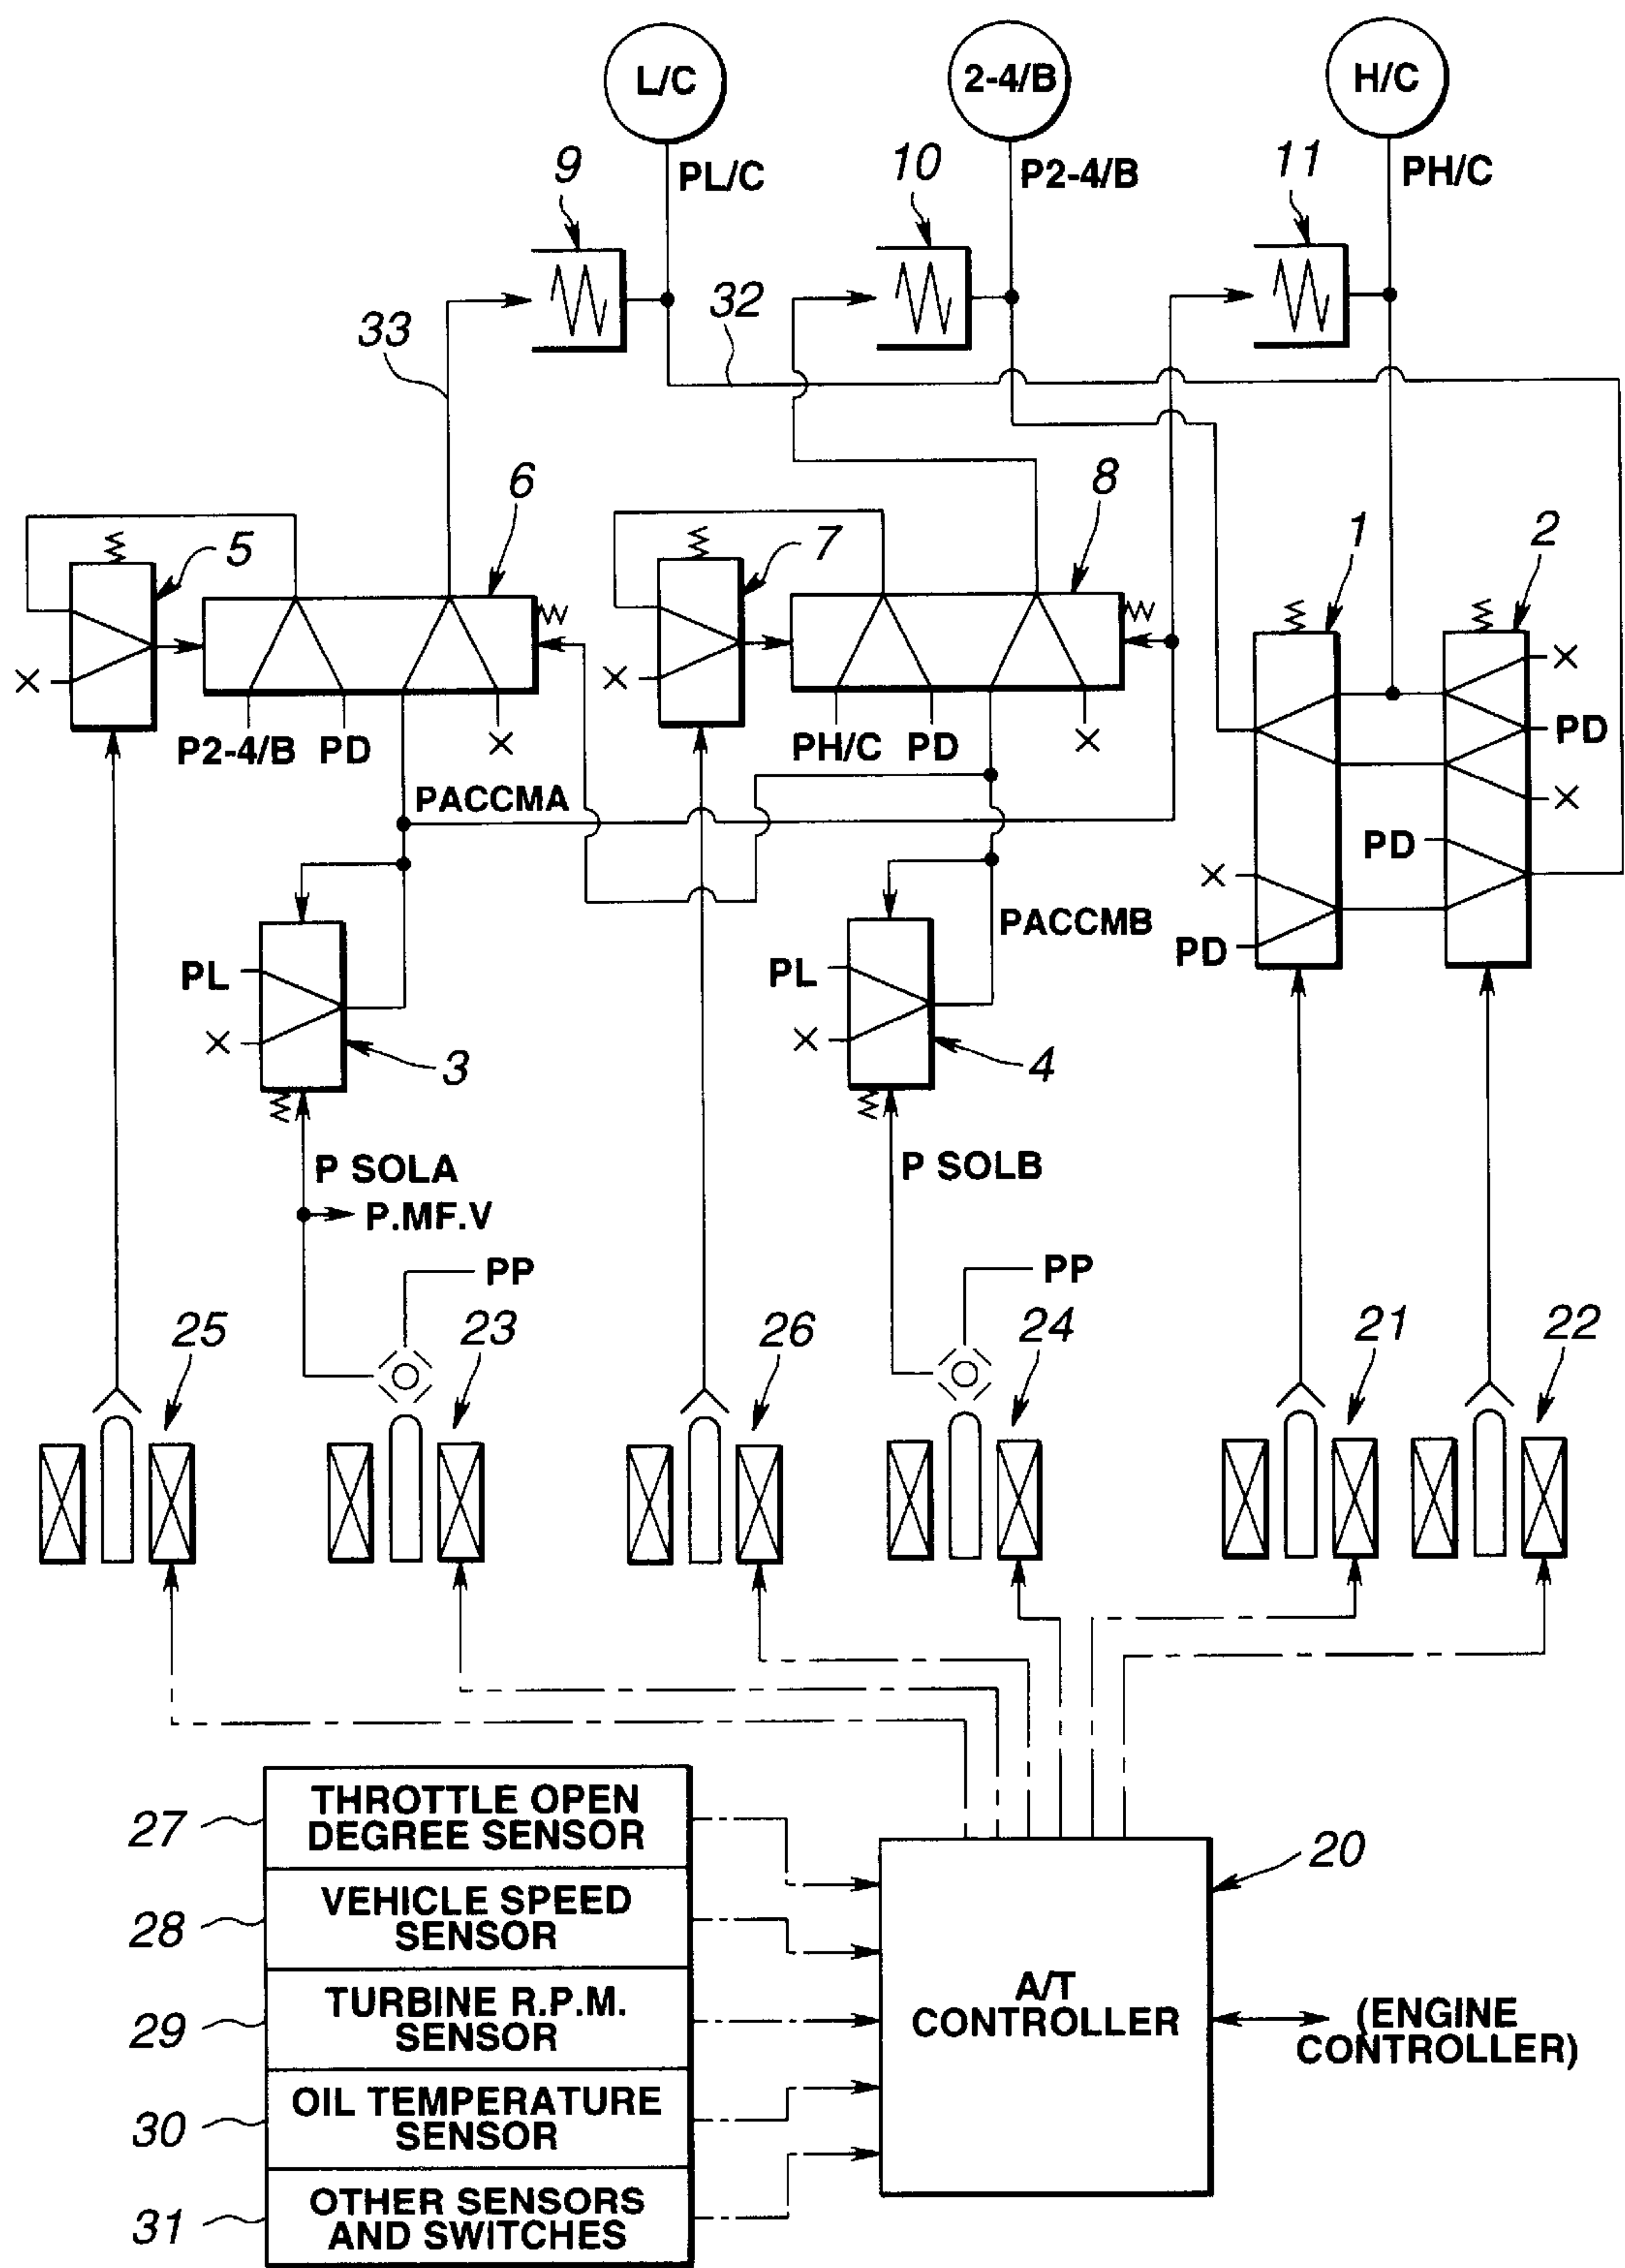 L/C
2-4/B
H/C
9
PL/C
10
P2-4/B
11
PH/C
33
32
5
6
7
8
1
2
P2-4/B PD
X
PH/C PD
X
X
X
X
PD
X
PACCMA
PD
X
PD
PACCMB
PL
X
3
PL
X
4
P SOLA
P.MF.V
P SOLB
PP
PP
25
23
26
24
21
22
27
THROTTLE OPEN
DEGREE SENSOR
28
VEHICLE SPEED
SENSOR
29
TURBINE R.P.M.
SENSOR
30
OIL TEMPERATURE
SENSOR
31
OTHER SENSORS
AND SWITCHES
20
A/T
CONTROLLER
(ENGINE
CONTROLLER)